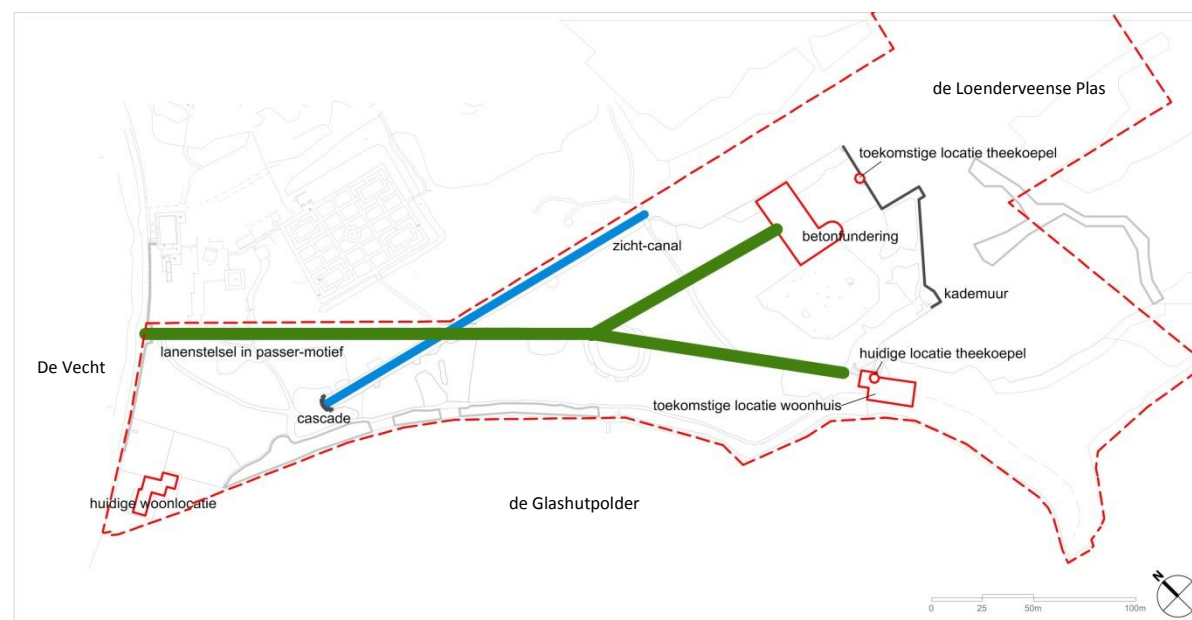 de Loenderveense Plas
toekomstige locatie theekoepel
zicht-canal
betonfundering
kademuur
lanenstelsel in passer-motief
huidige locatie theekoepel
De Vecht
toekomstige locatie woonhuis
cascade
huidige woonlocatie
de Glashutpolder
N
0 25 50m 100m